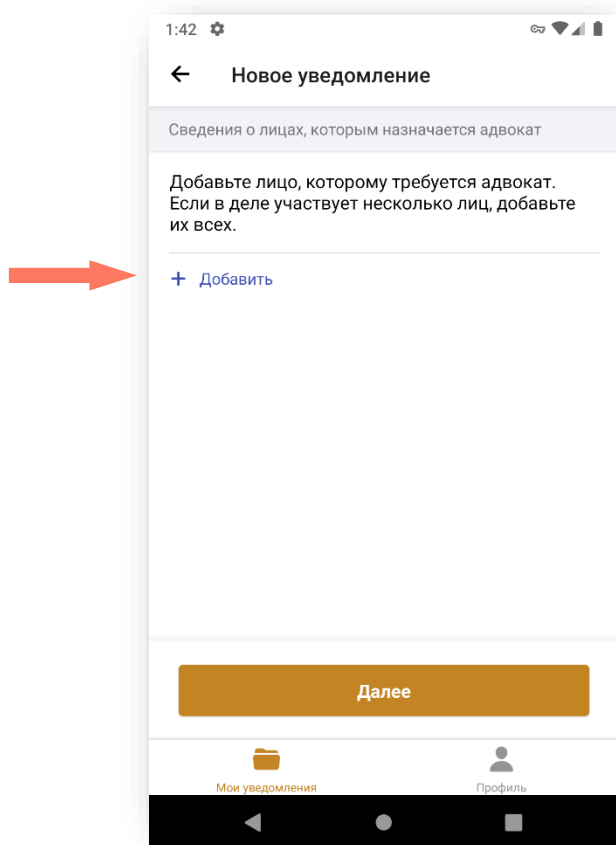 1:42
Новое уведомление
Сведения о лицах, которым назначается адвокат
Добавьте лицо, которому требуется адвокат.
Если в деле участвует несколько лиц, добавьте
их всех.
+ Добавить
Далее
Мои уведомления
Профиль